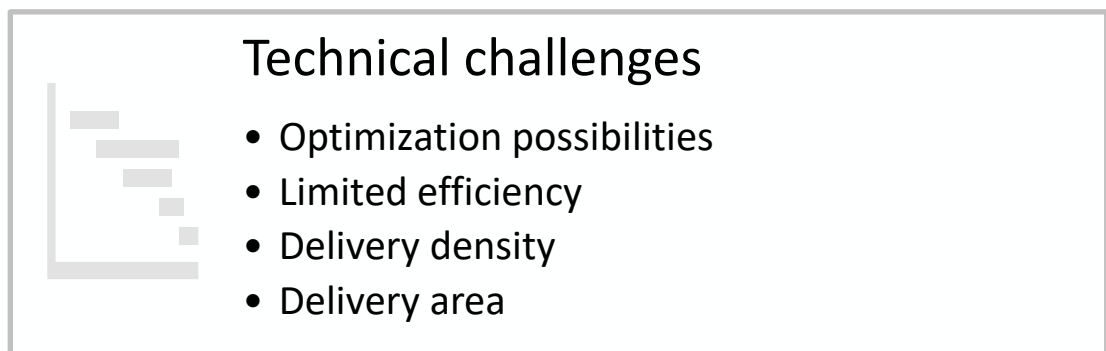 Technical challenges
• Optimization possibilities
• Limited efficiency
• Delivery density
• Delivery area